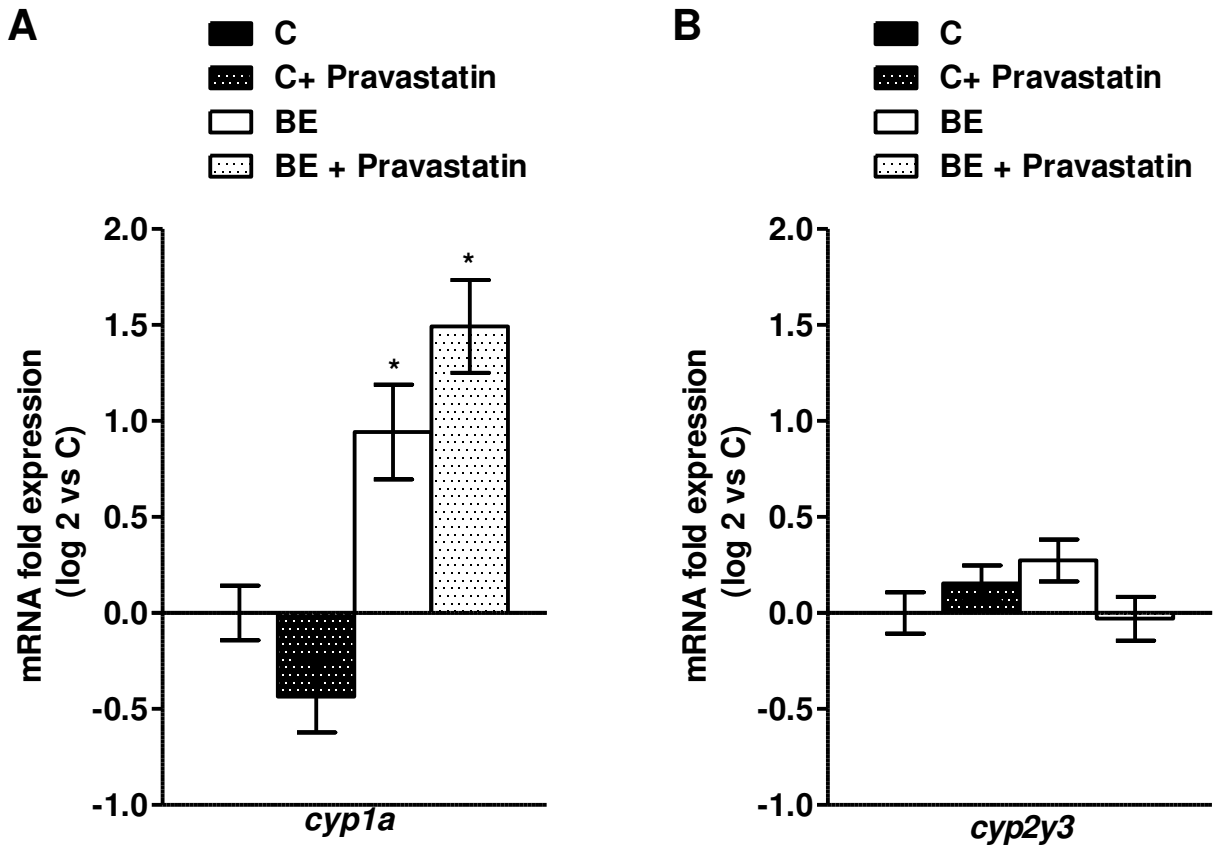 A
C
C+ Pravastatin
BE
BE + Pravastatin
mRNA fold expression
(log 2 vs C)
2.0
1.5
1.0
0.5
0.0
-0.5
-1.0
*
*
cyp1a
B
C
C+ Pravastatin
BE
BE + Pravastatin
mRNA fold expression
(log 2 vs C)
2.0
1.5
1.0
0.5
0.0
-0.5
-1.0
cyp2y3